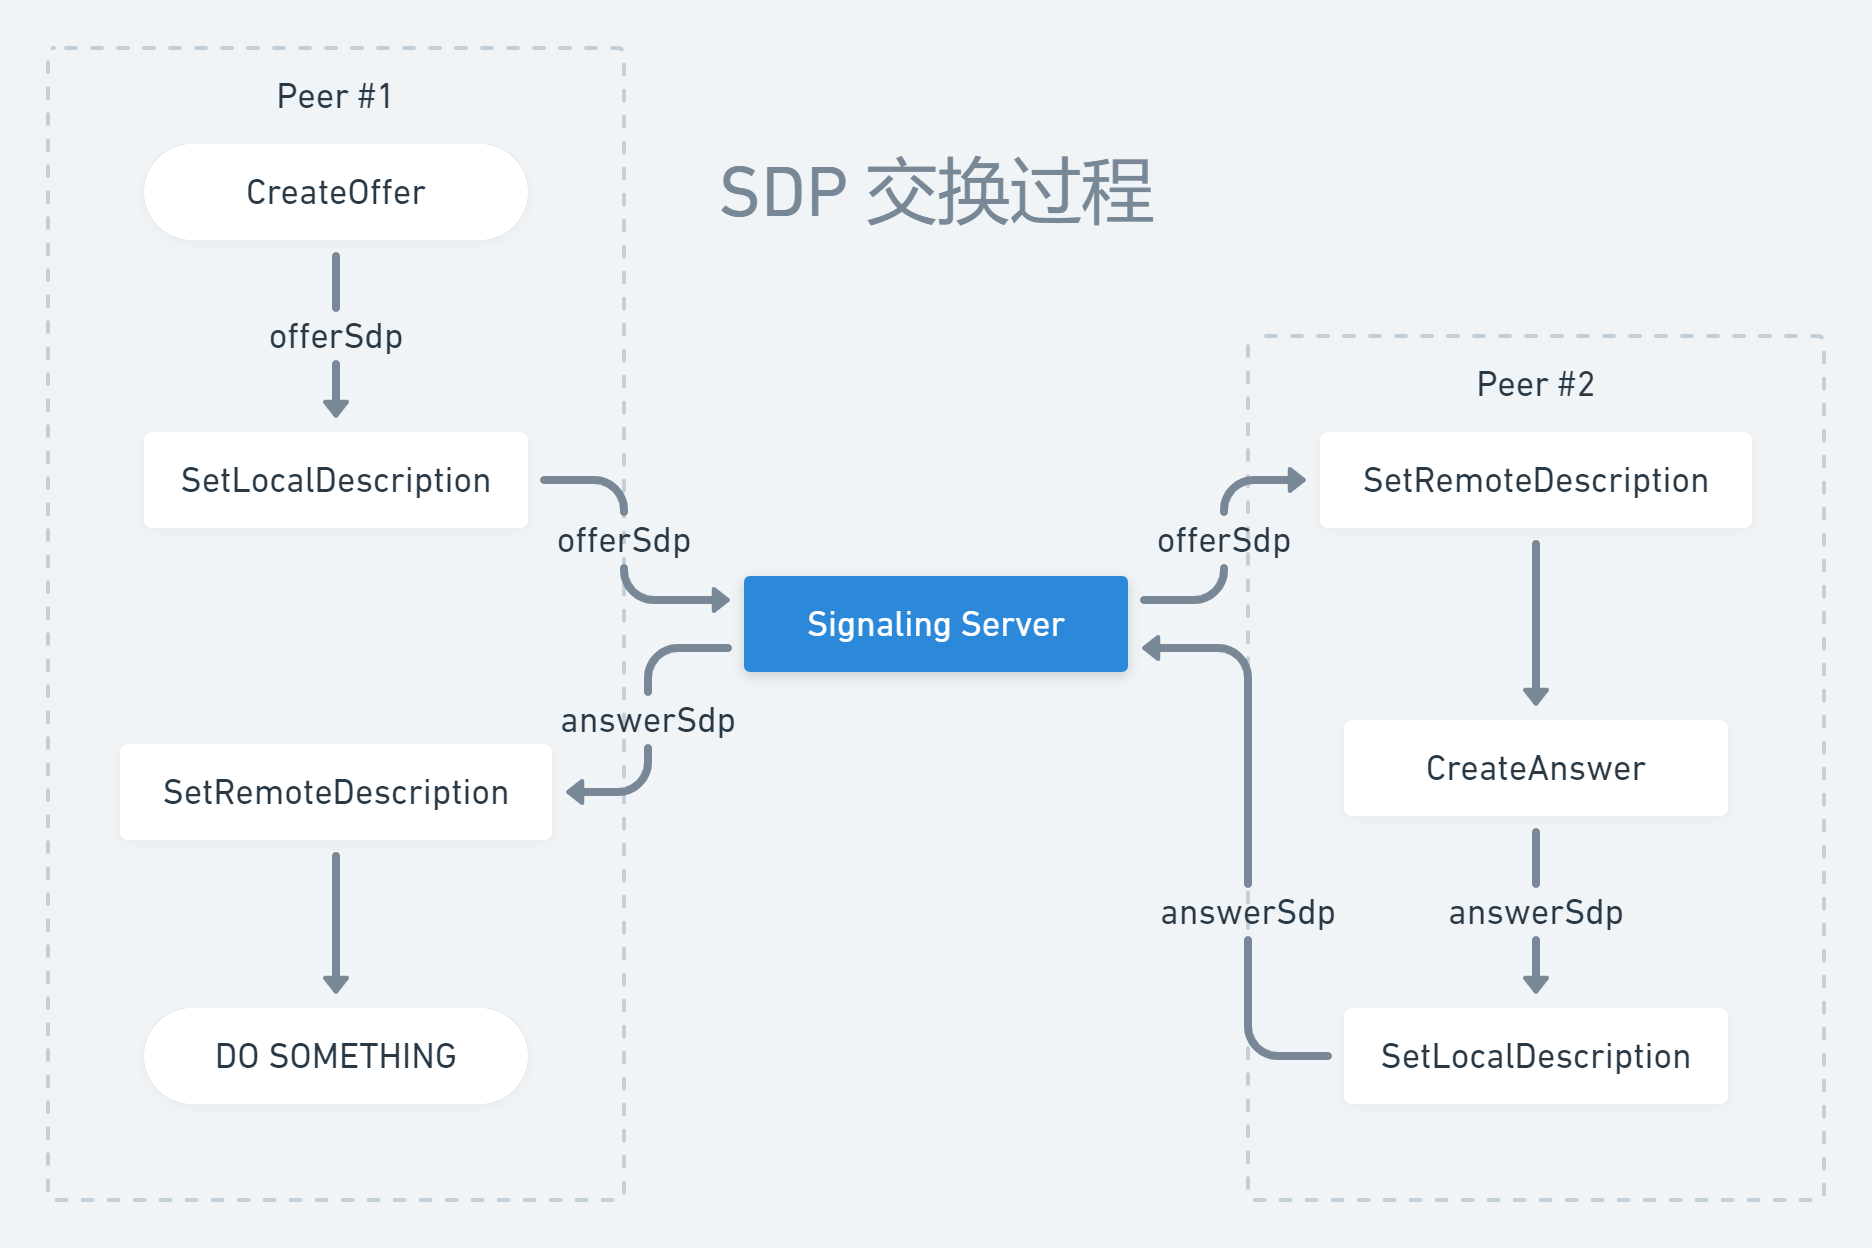 Peer #1
CreateOffer
SDP 交换过程
offerSdp
Peer #2
SetLocalDescription
SetRemoteDescription
offerSdp
offerSdp
Signaling Server
answerSdp
SetRemoteDescription
CreateAnswer
answerSdp
answerSdp
DO SOMETHING
SetLocalDescription